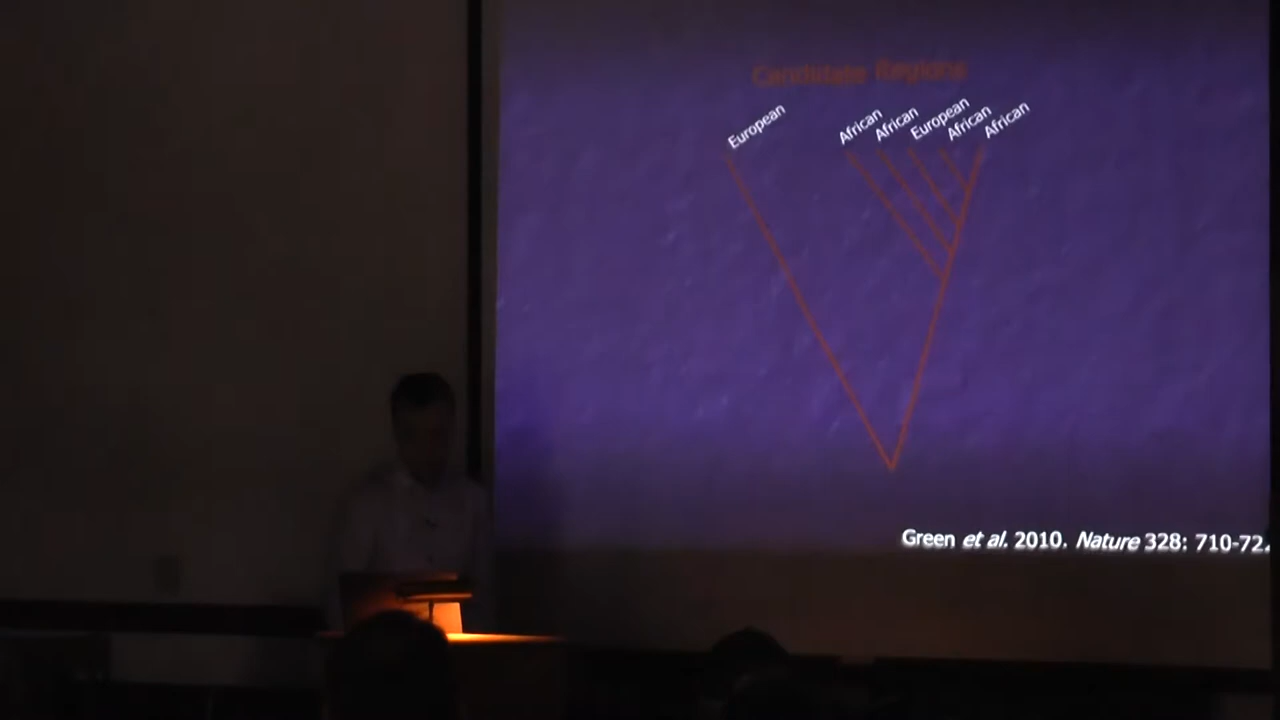 Candidate Regions
European
African
African
European
African
African
Green et al. 2010. Nature 328: 710-72